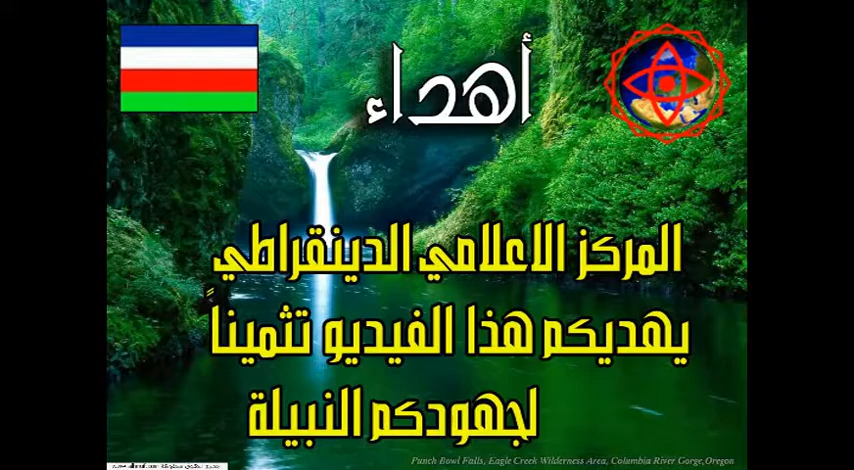 أهداء
المركز الاعلامي الدينقراطي
يهديكم هذا الفيديو تثميناً
لجهودكم النبيلة
Punch Bowl Falls, Eagle Creek Wilderness Area, Columbia River Gorge, Oregon